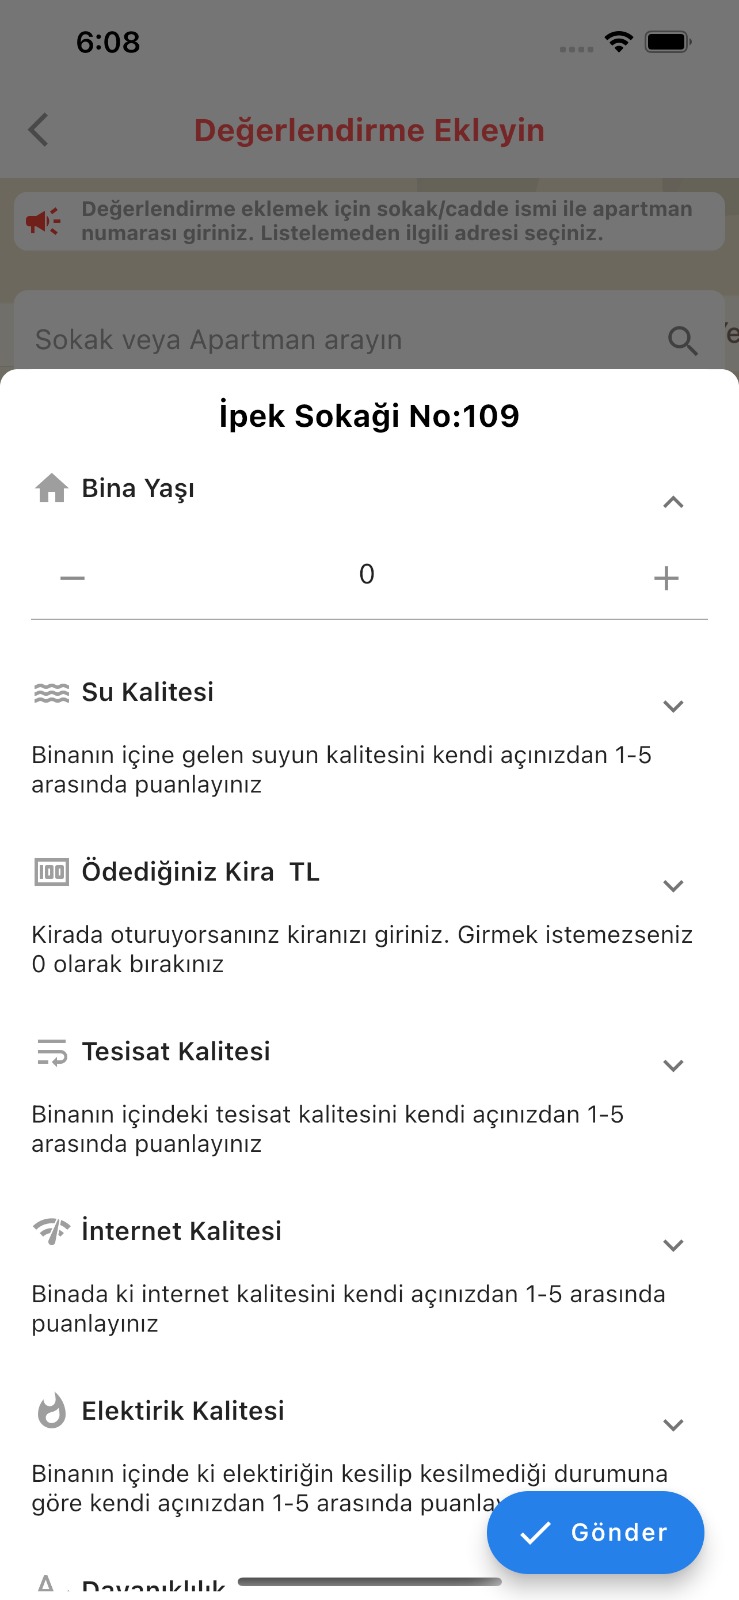 6:08
Değerlendirme Ekleyin
Değerlendirme eklemek için sokak/cadde ismi ile apartman
numarası giriniz. Listelemeden ilgili adresi seçiniz.
Sokak veya Apartman arayın
İpek Sokaği No:109
Bina Yaşı
0
Su Kalitesi
Binanın içine gelen suyun kalitesini kendi açınızdan 1-5
arasında puanlayınız
100 Ödediğiniz Kira TL
Kirada oturuyorsanınz kiranızı giriniz. Girmek istemezseniz
0 olarak bırakınız
Tesisat Kalitesi
Binanın içindeki tesisat kalitesini kendi açınızdan 1-5
arasında puanlayınız
İnternet Kalitesi
Binada ki internet kalitesini kendi açınızdan 1-5 arasında
puanlayınız
Elektirik Kalitesi
Binanın içinde ki elektiriğin kesilip kesilmediği durumuna
göre kendi açınızdan 1-5 arasında
Gönder
Dayanıklılık